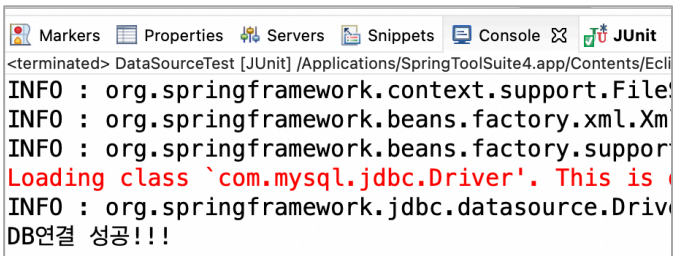 Markers Properties Servers Snippets Console JUnit
<terminated> DataSourceTest [JUnit] /Applications/SpringToolSuite4.app/Contents/Ecli
INFO : org.springframework.context.support.FileS
INFO : org.springframework.beans.factory.xml.Xml
INFO : org.springframework.beans.factory.support
Loading class `com.mysql.jdbc.Driver'. This is
INFO : org.springframework.jdbc.datasource.Drive
DB연결 성공!!!